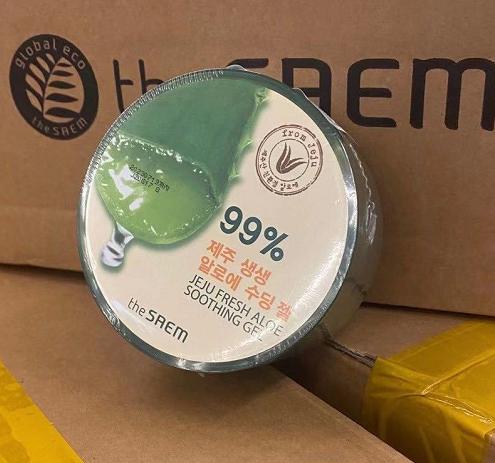 global eco
the SAEM
the SAEM
from Jeju
99%
제주 생생
알로에 수딩 젤
JEJU FRESH ALOE
SOOTHING GEL
the SAEM